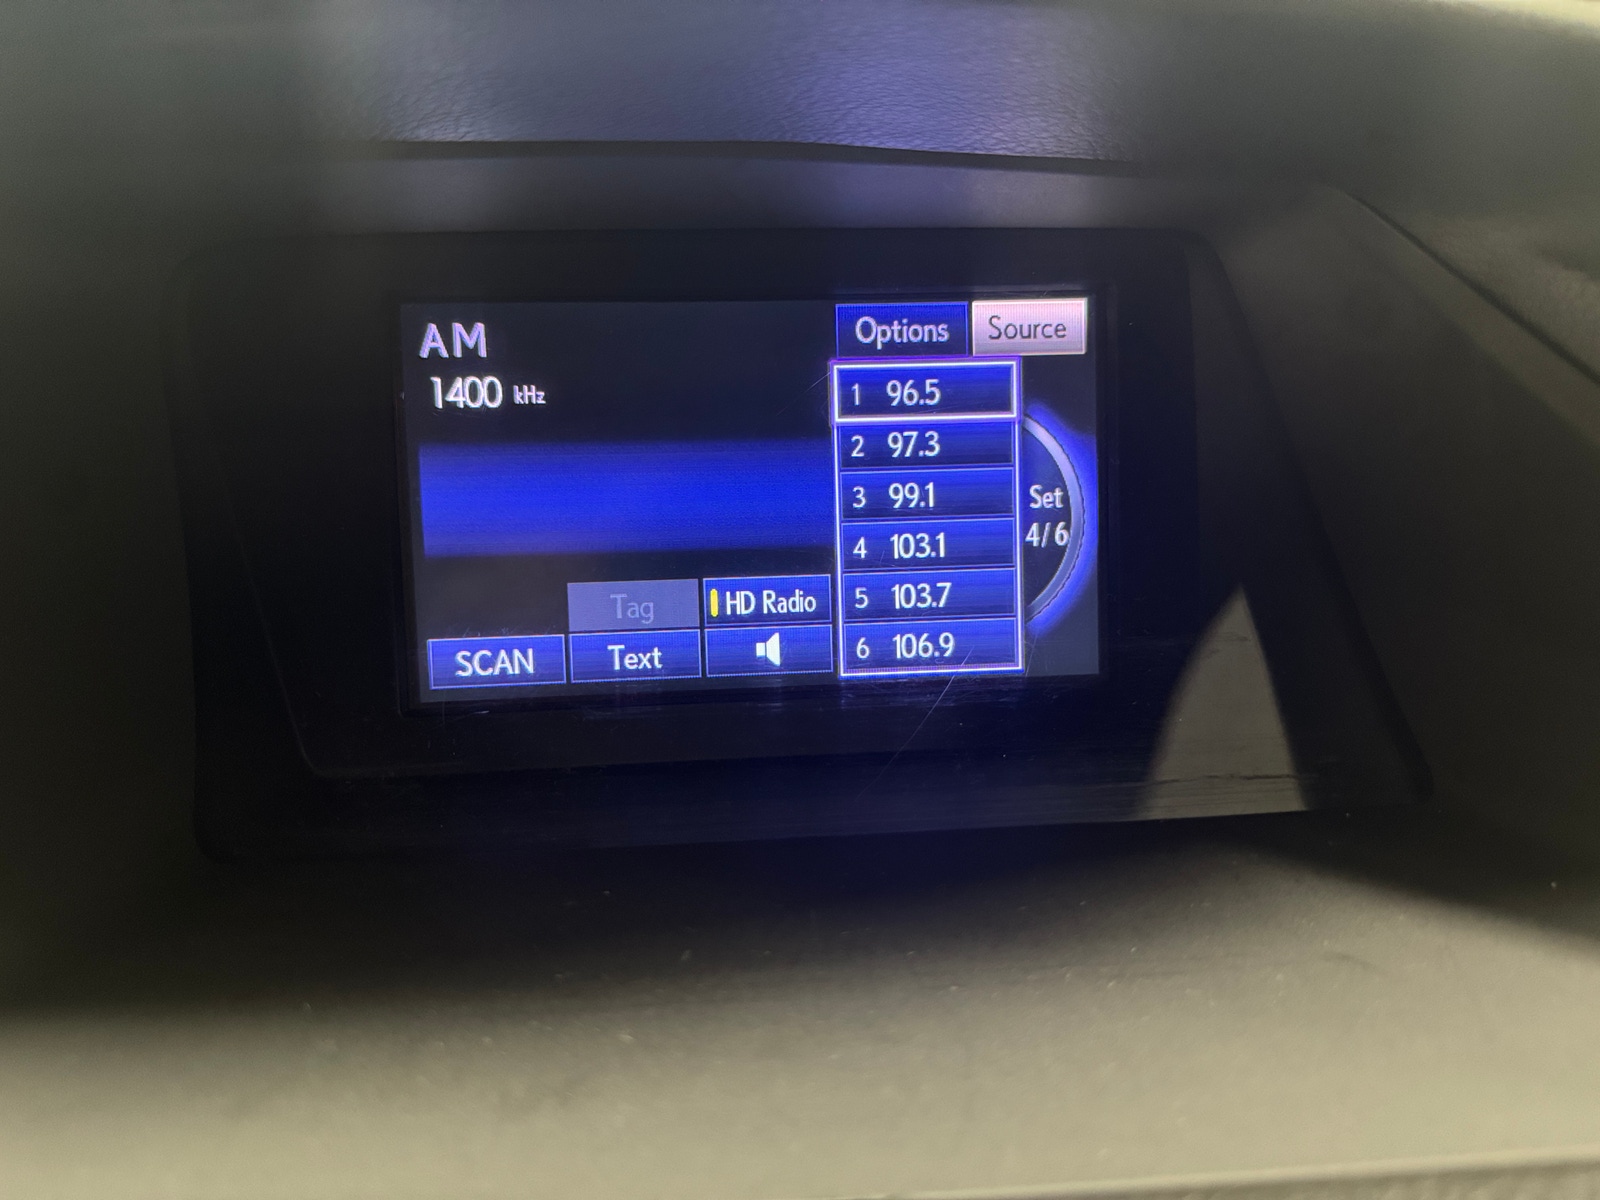 AM
1400 kHz
Options
Source
1 96.5
2 97.3
3 99.1
4 103.1
5 103.7
6 106.9
Set
4/6
Tag
HD Radio
SCAN
Text